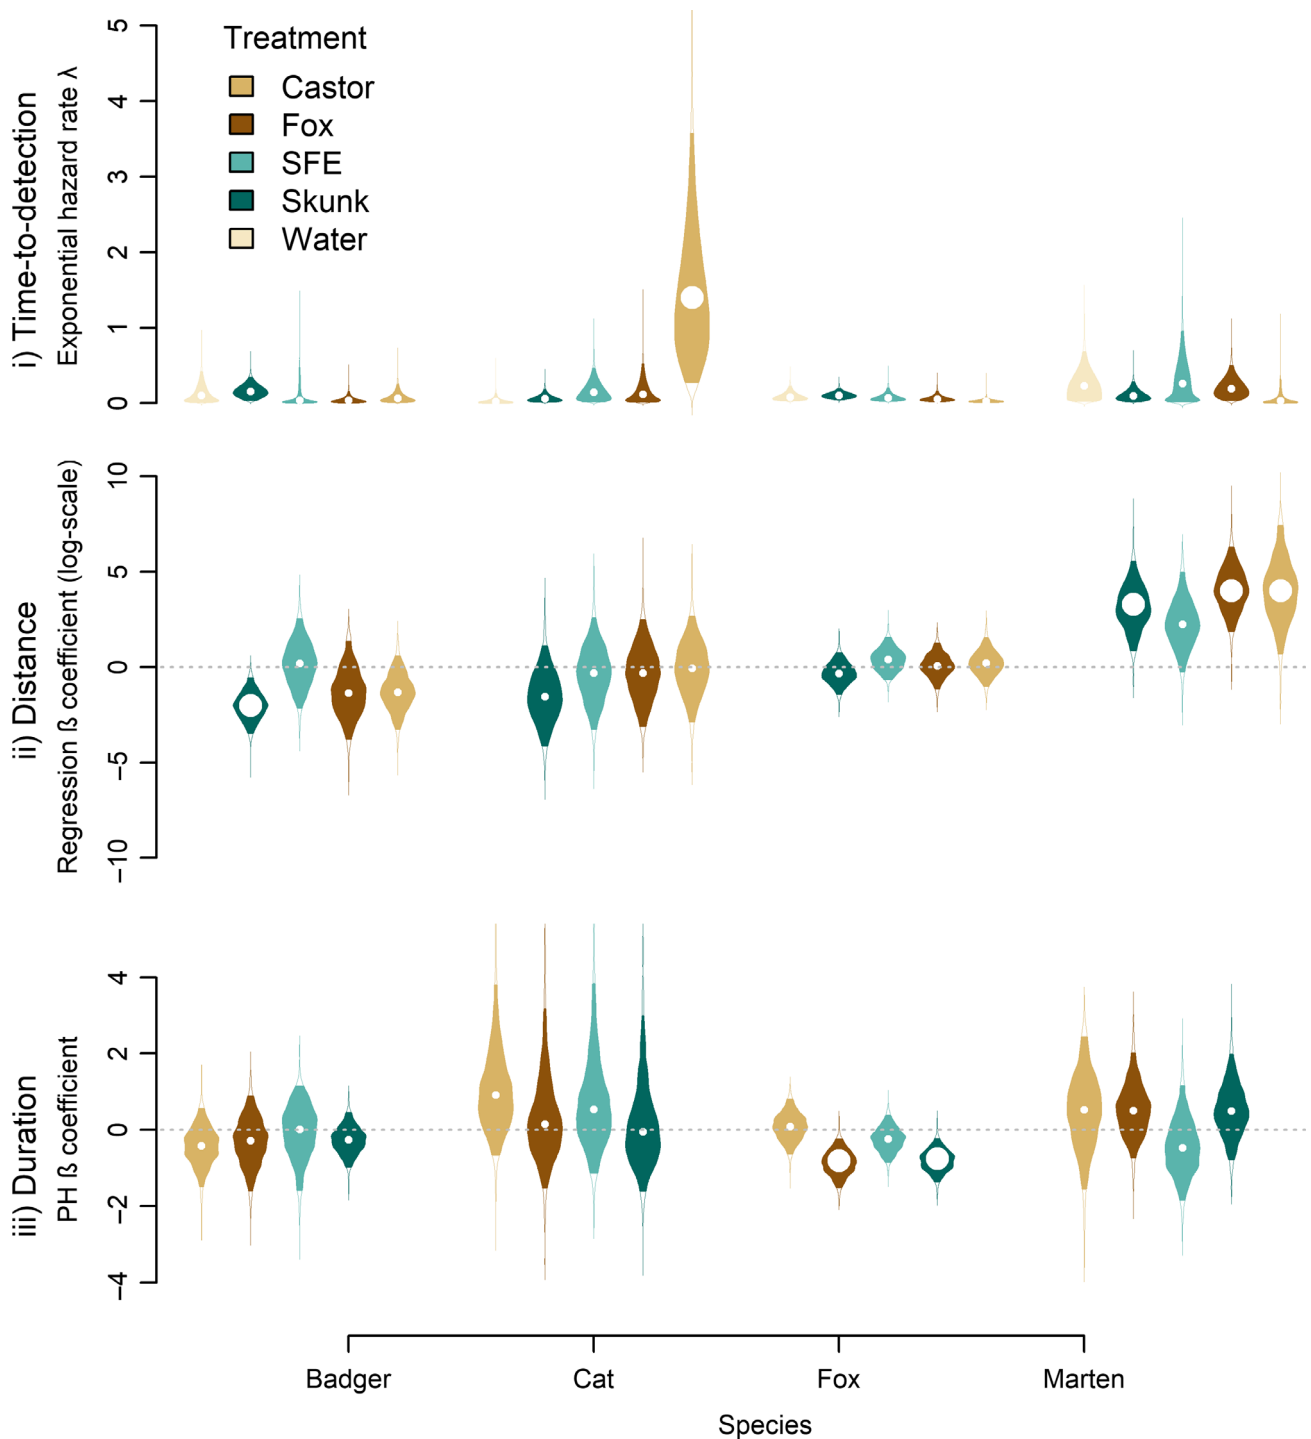 i) Time-to-detection
Exponential hazard rate λ
5
4
3
2
1
0
Treatment
Castor
Fox
SFE
Skunk
Water
ii) Distance
Regression ß coefficient (log-scale)
10
5
0
−5
−10
iii) Duration
PH ß coefficient
4
2
0
−2
−4
Badger
Cat
Fox
Marten
Species